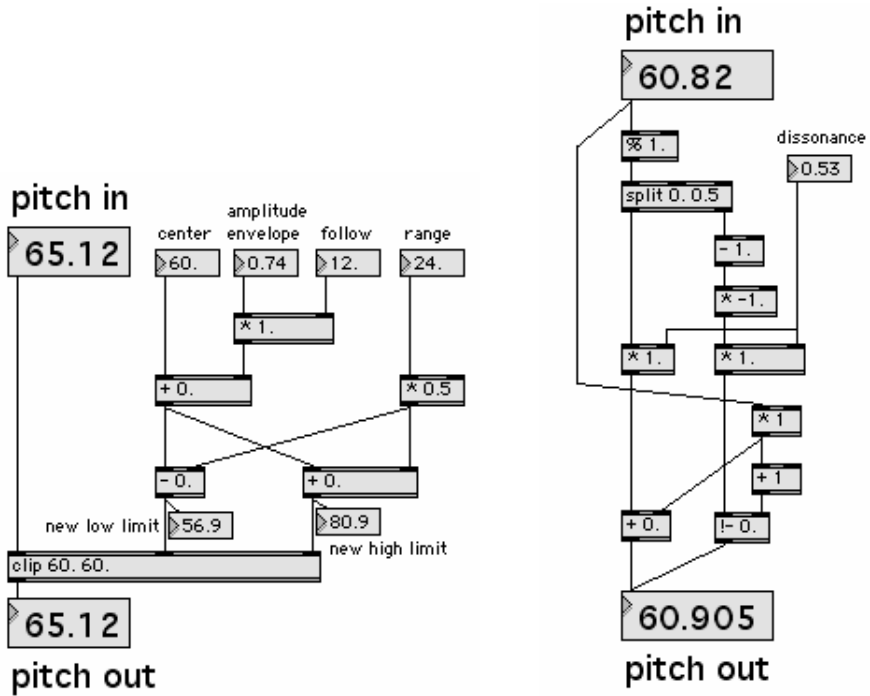 pitch in
65.12
center
amplitude
envelope
follow
range
60.
0.74
12.
24.
* 1.
+ 0.
* 0.5
- 0.
+ 0.
new low limit
56.9
80.9
new high limit
clip 60. 60.
65.12
pitch out
pitch in
60.82
% 1.
dissonance
0.53
split 0. 0.5
- 1.
* -1.
* 1.
* 1.
* 1
+ 1
+ 0.
!- 0.
60.905
pitch out